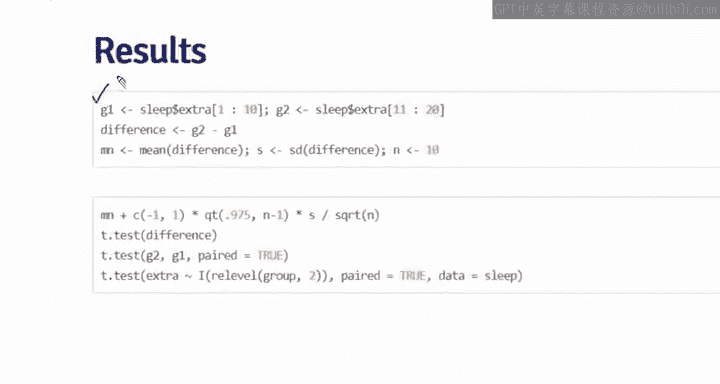 GPT中英字幕课程资源@bilibili.com
Results
g1 <- sleep$extra[1 : 10]; g2 <- sleep$extra[11 : 20]
difference <- g2 - g1
mn <- mean(difference); s <- sd(difference); n <- 10
mn + c(-1, 1) * qt(.975, n-1) * s / sqrt(n)
t.test(difference)
t.test(g2, g1, paired = TRUE)
t.test(extra ~ I(relevel(group, 2)), paired = TRUE, data = sleep)